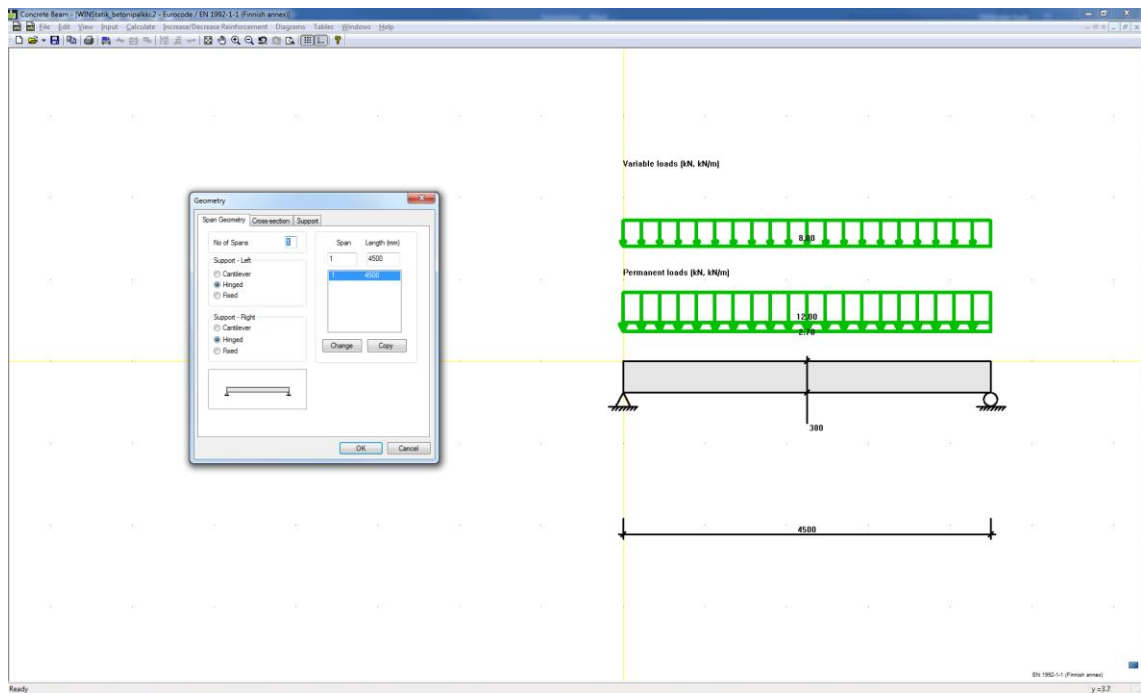 Concrete Beam - [WINStatik_betonipalkki:2 - Eurocode / EN 1992-1-1 (Finnish annex)]
File Edit View Input Calculate Increase/Decrease Reinforcement Diagrams Tables Windows Help
Variable loads (kN, kN/m)
8,00
Permanent loads (kN, kN/m)
12,00
2,70
380
4500
Geometry
Span Geometry Cross-section Support
No of Spans 1
Span Length (mm)
1 4500
1 4500
Support - Left
Cantilever
Hinged
Fixed
Support - Right
Cantilever
Hinged
Fixed
Change Copy
OK Cancel
EN 1992-1-1 (Finnish annex)
Ready
y =3.7